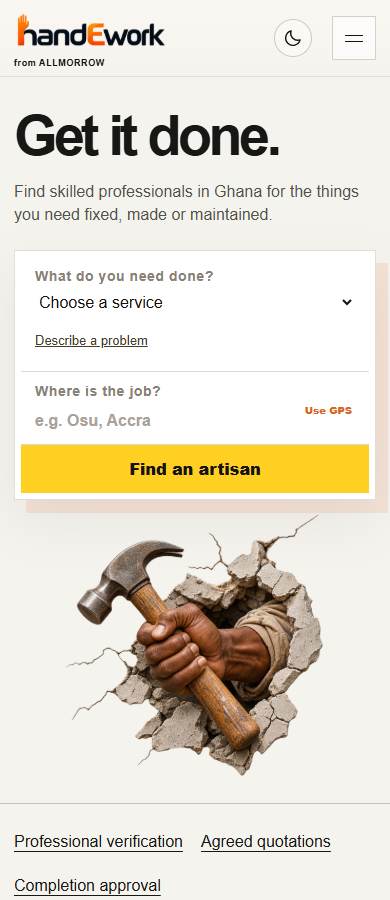 handEwork
from ALLMORROW
Get it done.
Find skilled professionals in Ghana for the things
you need fixed, made or maintained.
What do you need done?
Choose a service
Describe a problem
Where is the job?
e.g. Osu, Accra
Use GPS
Find an artisan
Professional verification
Agreed quotations
Completion approval